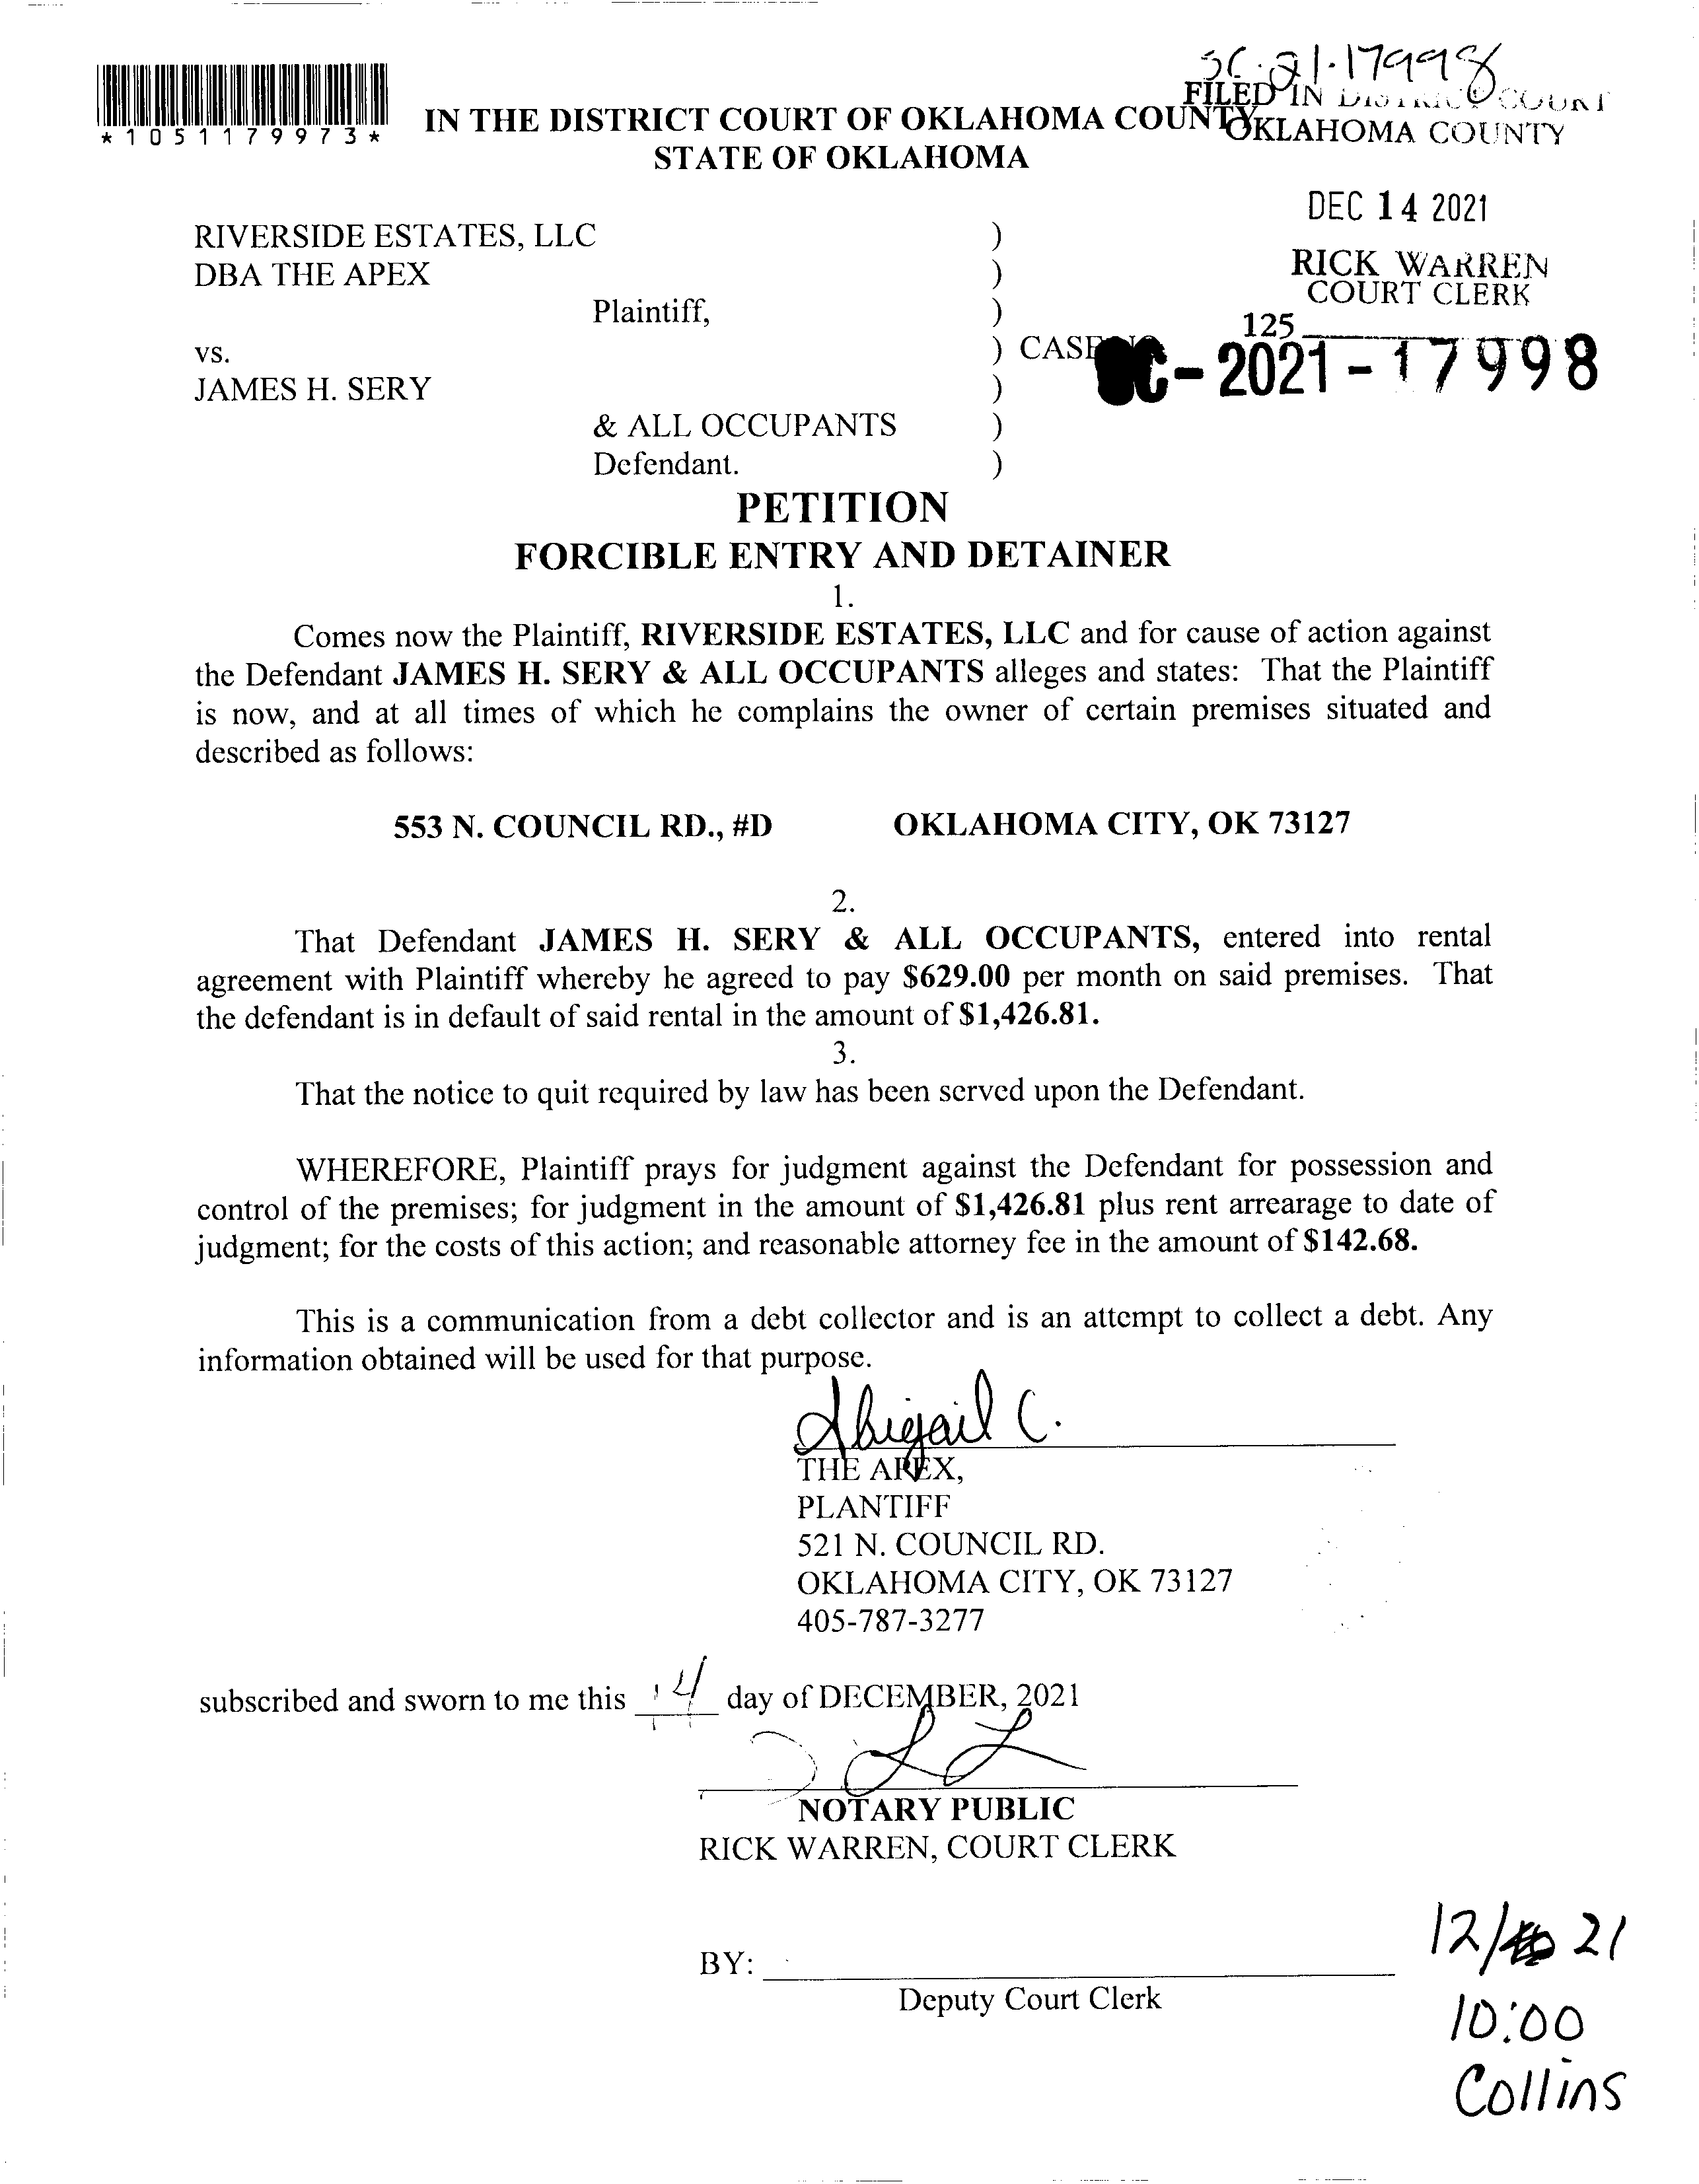 SC-21-17998
FILED IN DISTRICT COURT
OKLAHOMA COUNTY
*1051179973*
IN THE DISTRICT COURT OF OKLAHOMA COUNTY
STATE OF OKLAHOMA
DEC 14 2021
RICK WARREN
COURT CLERK
125
RIVERSIDE ESTATES, LLC )
DBA THE APEX )
Plaintiff, )
vs. ) CASE
SC-2021-17998
JAMES H. SERY )
& ALL OCCUPANTS )
Defendant. )
PETITION
FORCIBLE ENTRY AND DETAINER
1.
Comes now the Plaintiff, RIVERSIDE ESTATES, LLC and for cause of action against
the Defendant JAMES H. SERY & ALL OCCUPANTS alleges and states: That the Plaintiff
is now, and at all times of which he complains the owner of certain premises situated and
described as follows:
553 N. COUNCIL RD., #D OKLAHOMA CITY, OK 73127
2.
That Defendant JAMES H. SERY & ALL OCCUPANTS, entered into rental
agreement with Plaintiff whereby he agreed to pay $629.00 per month on said premises. That
the defendant is in default of said rental in the amount of $1,426.81.
3.
That the notice to quit required by law has been served upon the Defendant.
WHEREFORE, Plaintiff prays for judgment against the Defendant for possession and
control of the premises; for judgment in the amount of $1,426.81 plus rent arrearage to date of
judgment; for the costs of this action; and reasonable attorney fee in the amount of $142.68.
This is a communication from a debt collector and is an attempt to collect a debt. Any
information obtained will be used for that purpose.
Abigail C.
THE APEX,
PLANTIFF
521 N. COUNCIL RD.
OKLAHOMA CITY, OK 73127
405-787-3277
subscribed and sworn to me this 14 day of DECEMBER, 2021
NOTARY PUBLIC
RICK WARREN, COURT CLERK
BY:
Deputy Court Clerk
12/ 21
10:00
Collins